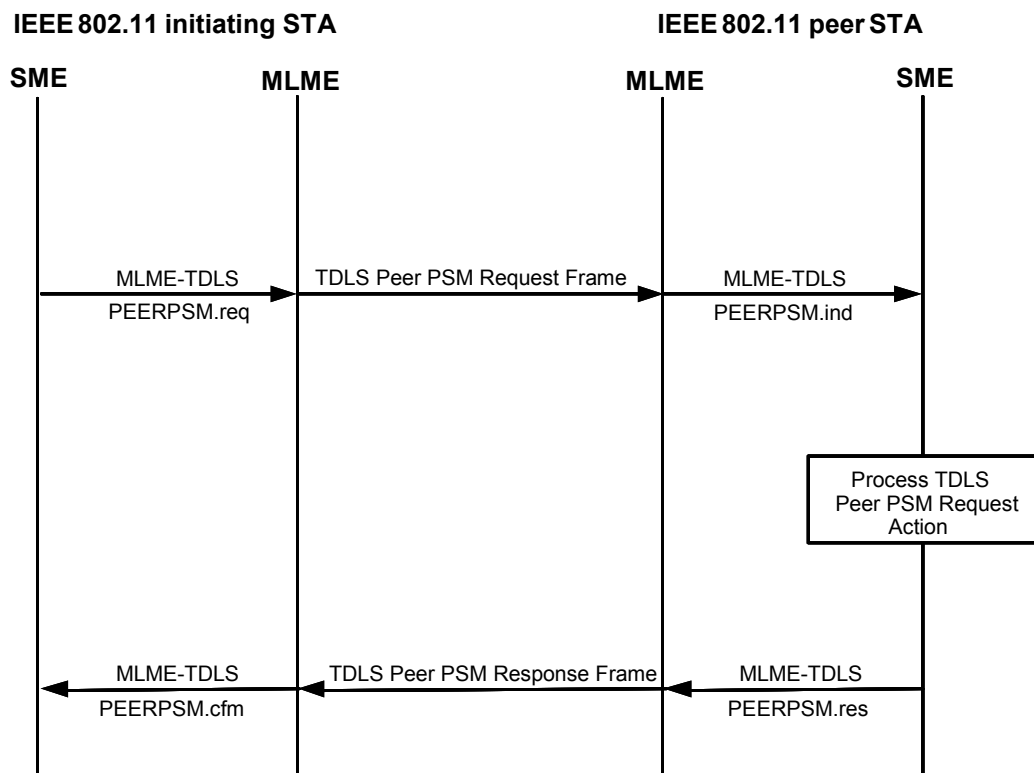 IEEE 802.11 initiating STA
IEEE 802.11 peer STA
SME
MLME
MLME
SME
MLME-TDLS
PEERPSM.req
TDLS Peer PSM Request Frame
MLME-TDLS
PEERPSM.ind
Process TDLS
Peer PSM Request
Action
MLME-TDLS
PEERPSM.cfm
TDLS Peer PSM Response Frame
MLME-TDLS
PEERPSM.res